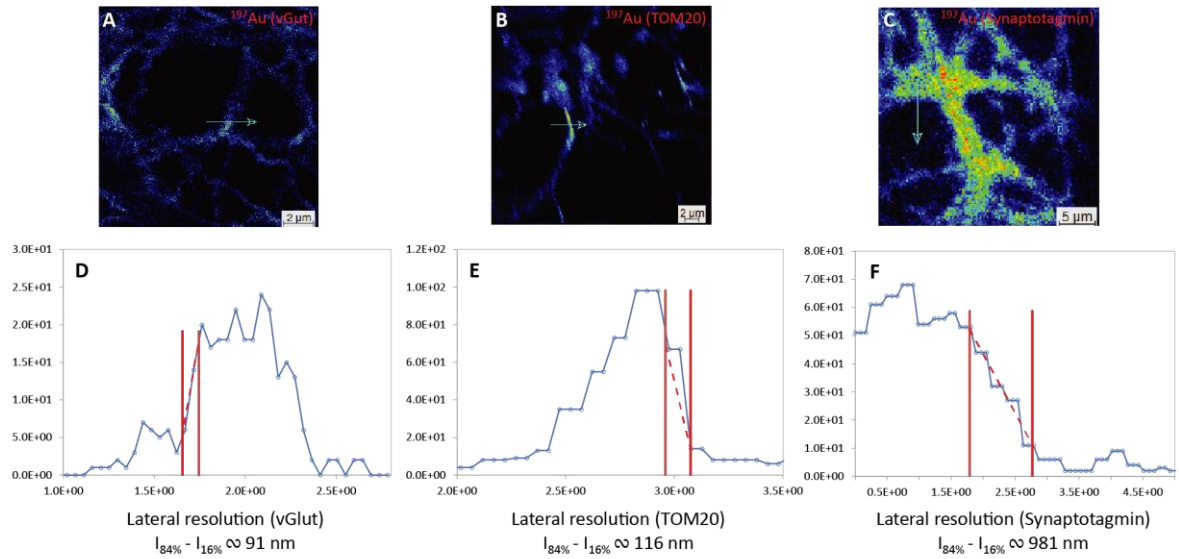 A
197Au (vGut)
2 µm
B
197Au (TOM20)
2 µm
C
197Au (Synaptotagmin)
5 µm
D
3.0E+01
2.5E+01
2.0E+01
1.5E+01
1.0E+01
5.0E+00
0.0E+00
1.0E+00 1.5E+00 2.0E+00 2.5E+00
Lateral resolution (vGlut)
I84% - I16% ∞ 91 nm
E
1.2E+02
1.0E+02
8.0E+01
6.0E+01
4.0E+01
2.0E+01
0.0E+00
2.0E+00 2.5E+00 3.0E+00 3.5E+00
Lateral resolution (TOM20)
I84% - I16% ∞ 116 nm
F
8.0E+01
7.0E+01
6.0E+01
5.0E+01
4.0E+01
3.0E+01
2.0E+01
1.0E+01
0.0E+00
0.5E+00 1.5E+00 2.5E+00 3.5E+00 4.5E+00
Lateral resolution (Synaptotagmin)
I84% - I16% ∞ 981 nm